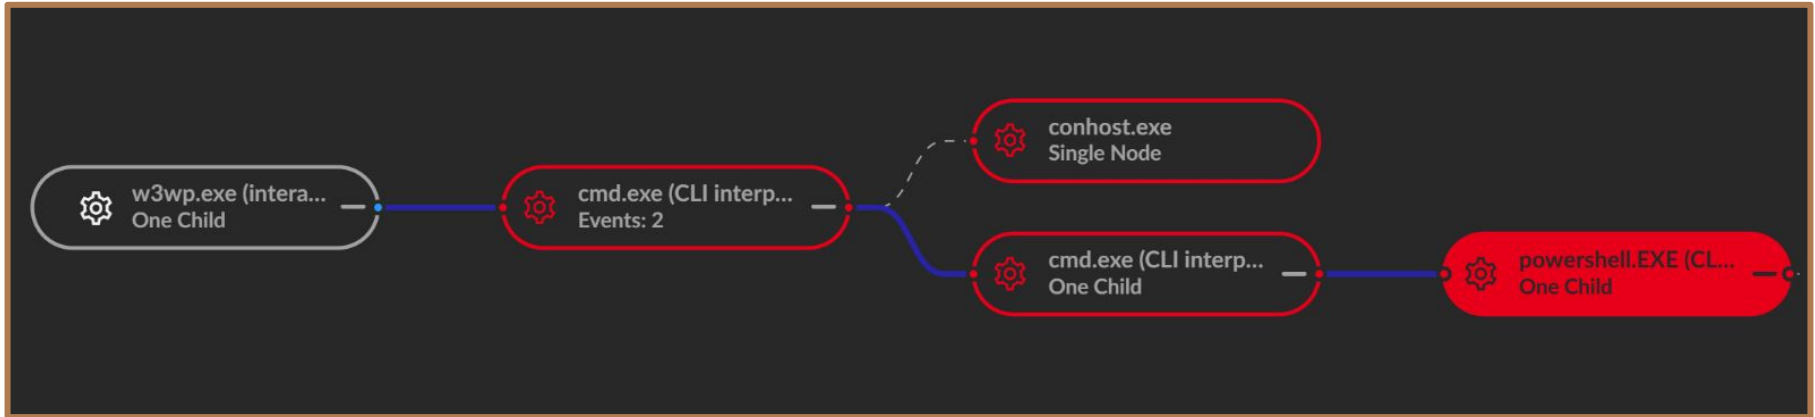 w3wp.exe (intera...
One Child
cmd.exe (CLI interp...
Events: 2
conhost.exe
Single Node
cmd.exe (CLI interp...
One Child
powershell.EXE (CL...
One Child